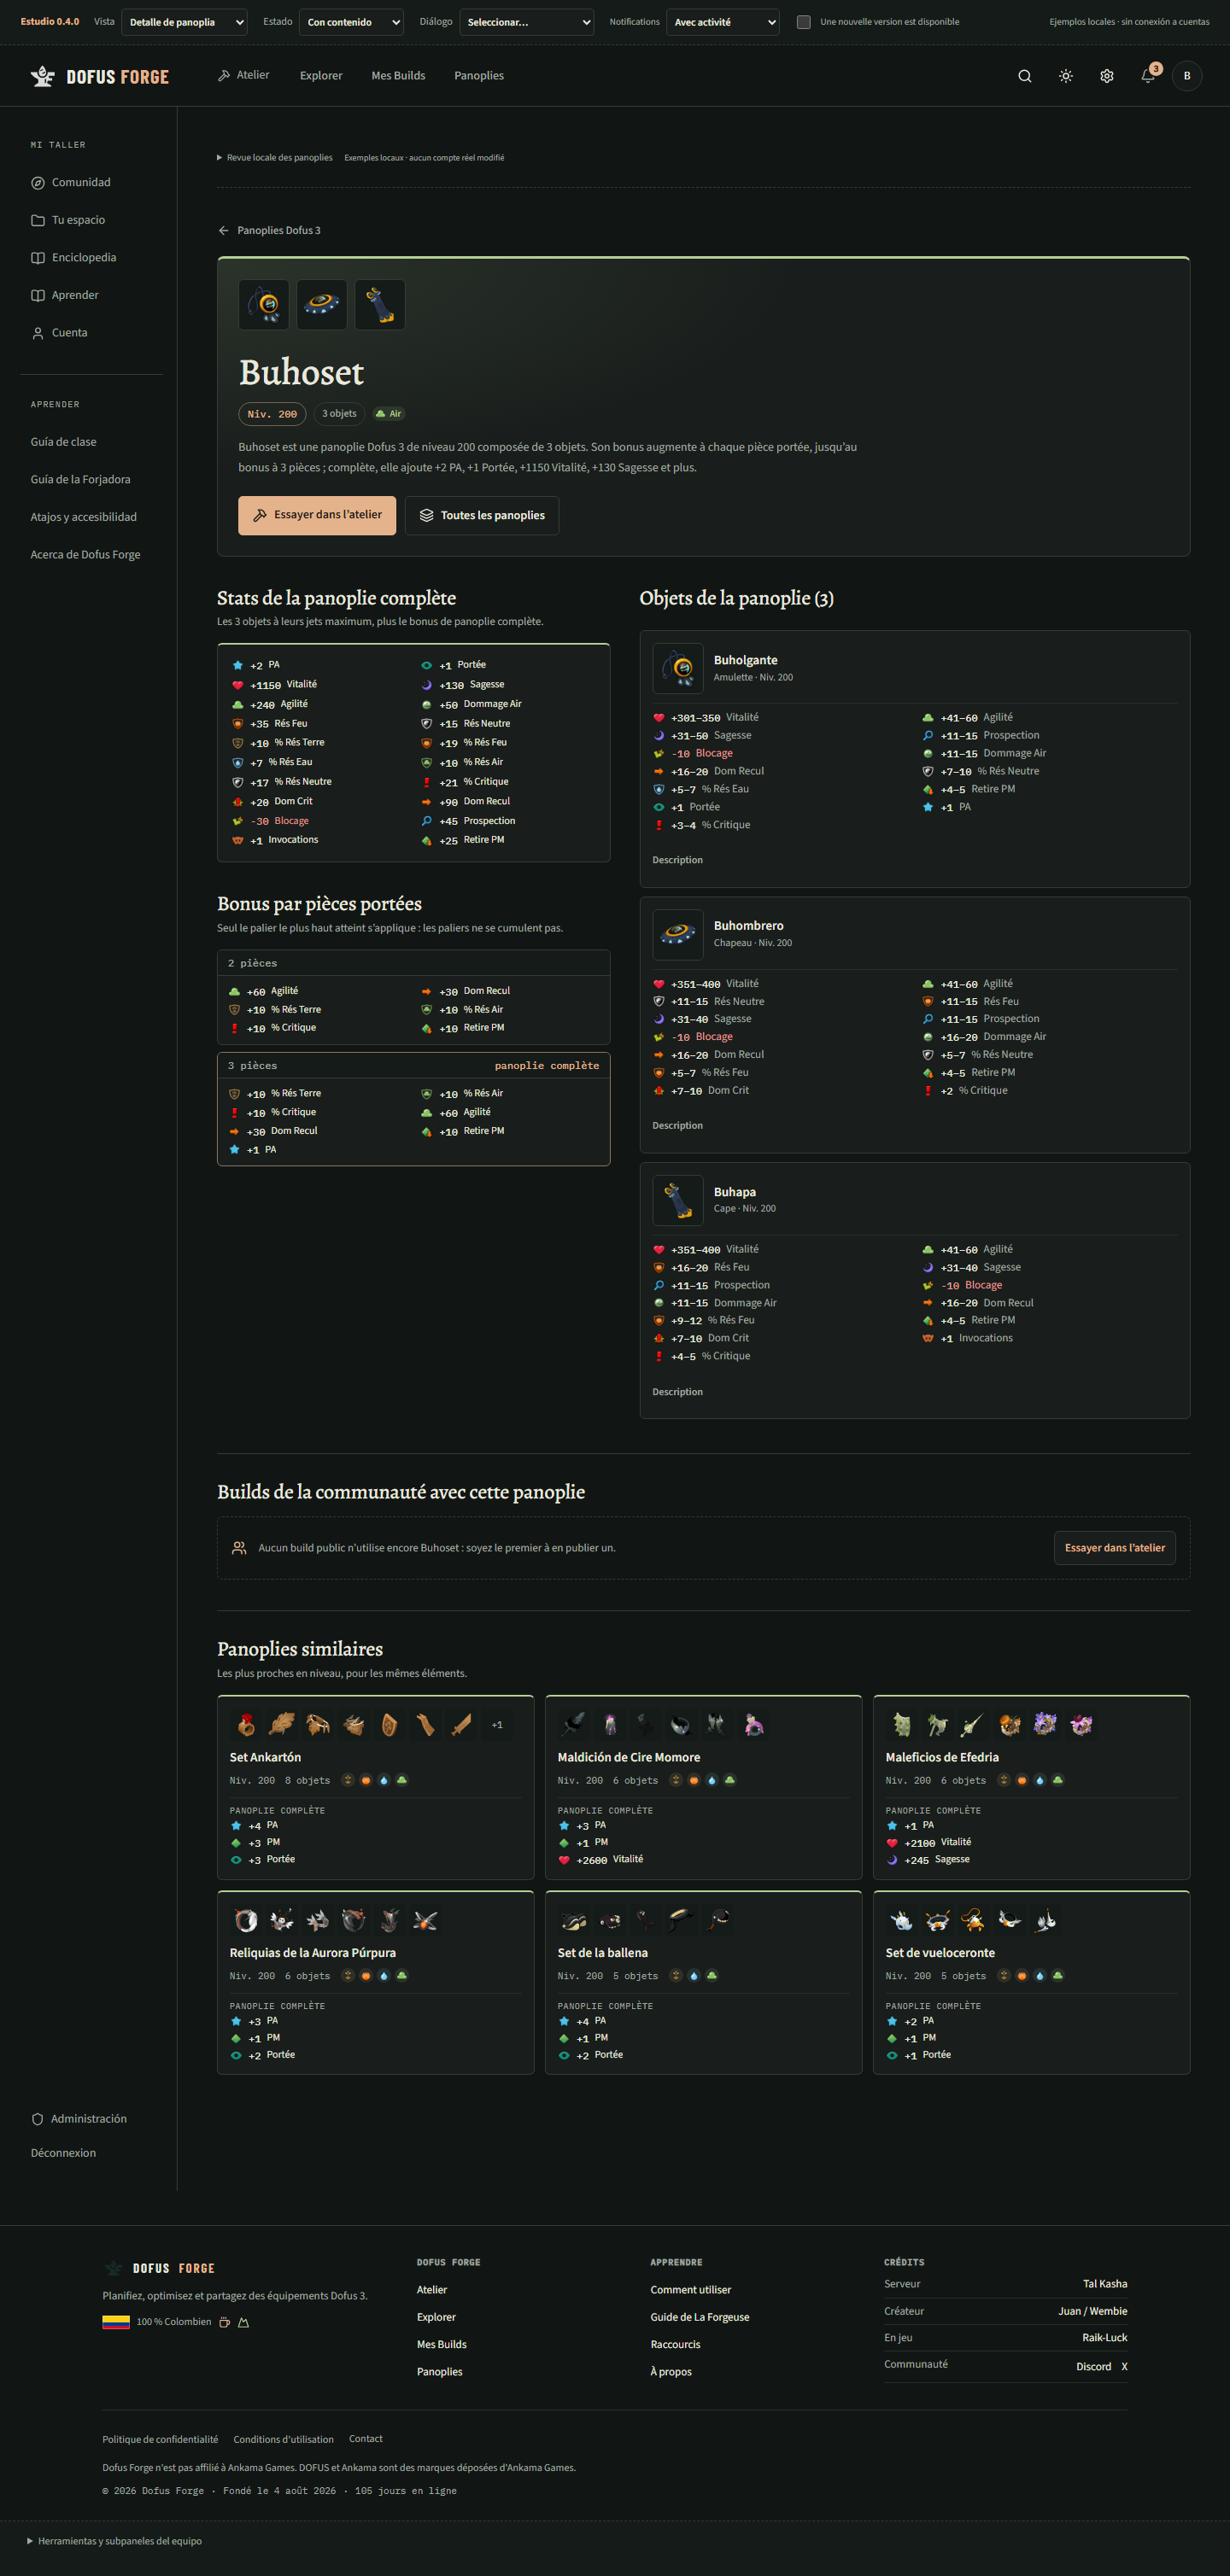 Estudio 0.4.0 Vista Detalle de panoplia Estado Con contenido Diálogo Seleccionar... Notifications Avec activité Une nouvelle version est disponible Ejemplos locales · sin conexión a cuentas
DOFUS FORGE Atelier Explorer Mes Builds Panoplies 3 B
MI TALLER
Comunidad
Tu espacio
Enciclopedia
Aprender
Cuenta
APRENDER
Guía de clase
Guía de la Forjadora
Atajos y accesibilidad
Acerca de Dofus Forge
Administración
Déconnexion
Revue locale des panoplies Exemples locaux · aucun compte réel modifié
Panoplies Dofus 3
Buhoset
Niv. 200 3 objets Air
Buhoset est une panoplie Dofus 3 de niveau 200 composée de 3 objets. Son bonus augmente à chaque pièce portée, jusqu’au
bonus à 3 pièces ; complète, elle ajoute +2 PA, +1 Portée, +1150 Vitalité, +130 Sagesse et plus.
Essayer dans l’atelier Toutes les panoplies
Stats de la panoplie complète
Les 3 objets à leurs jets maximum, plus le bonus de panoplie complète.
+2 PA +1 Portée
+1150 Vitalité +130 Sagesse
+240 Agilité +50 Dommage Air
+35 Rés Feu +15 Rés Neutre
+10 % Rés Terre +19 % Rés Feu
+7 % Rés Eau +10 % Rés Air
+17 % Rés Neutre +21 % Critique
+20 Dom Crit +90 Dom Recul
-30 Blocage +45 Prospection
+1 Invocations +25 Retire PM
Bonus par pièces portées
Seul le palier le plus haut atteint s’applique : les paliers ne se cumulent pas.
2 pièces
+60 Agilité +30 Dom Recul
+10 % Rés Terre +10 % Rés Air
+10 % Critique +10 Retire PM
3 pièces panoplie complète
+10 % Rés Terre +10 % Rés Air
+10 % Critique +60 Agilité
+30 Dom Recul +10 Retire PM
+1 PA
Objets de la panoplie (3)
Buholgante
Amulette · Niv. 200
+301–350 Vitalité +41–60 Agilité
+31–50 Sagesse +11–15 Prospection
-10 Blocage +11–15 Dommage Air
+16–20 Dom Recul +7–10 % Rés Neutre
+5–7 % Rés Eau +4–5 Retire PM
+1 Portée +1 PA
+3–4 % Critique
Description
Buhombrero
Chapeau · Niv. 200
+351–400 Vitalité +41–60 Agilité
+11–15 Rés Neutre +11–15 Rés Feu
+31–40 Sagesse +11–15 Prospection
-10 Blocage +16–20 Dommage Air
+16–20 Dom Recul +5–7 % Rés Neutre
+5–7 % Rés Feu +4–5 Retire PM
+7–10 Dom Crit +2 % Critique
Description
Buhapa
Cape · Niv. 200
+351–400 Vitalité +41–60 Agilité
+16–20 Rés Feu +31–40 Sagesse
+11–15 Prospection -10 Blocage
+11–15 Dommage Air +16–20 Dom Recul
+9–12 % Rés Feu +4–5 Retire PM
+7–10 Dom Crit +1 Invocations
+4–5 % Critique
Description
Builds de la communauté avec cette panoplie
Aucun build public n’utilise encore Buhoset : soyez le premier à en publier un. Essayer dans l’atelier
Panoplies similaires
Les plus proches en niveau, pour les mêmes éléments.
+1
Set Ankartón
Niv. 200 8 objets
PANOPLIE COMPLÈTE
+4 PA
+3 PM
+3 Portée
Maldición de Cire Momore
Niv. 200 6 objets
PANOPLIE COMPLÈTE
+3 PA
+1 PM
+2600 Vitalité
Maleficios de Efedria
Niv. 200 6 objets
PANOPLIE COMPLÈTE
+1 PA
+2100 Vitalité
+245 Sagesse
Reliquias de la Aurora Púrpura
Niv. 200 6 objets
PANOPLIE COMPLÈTE
+3 PA
+1 PM
+2 Portée
Set de la ballena
Niv. 200 5 objets
PANOPLIE COMPLÈTE
+4 PA
+1 PM
+2 Portée
Set de vueloceronte
Niv. 200 5 objets
PANOPLIE COMPLÈTE
+2 PA
+1 PM
+1 Portée
DOFUS FORGE
Planifiez, optimisez et partagez des équipements Dofus 3.
100 % Colombien
DOFUS FORGE
Atelier
Explorer
Mes Builds
Panoplies
APPRENDRE
Comment utiliser
Guide de La Forgeuse
Raccourcis
À propos
CRÉDITS
Serveur Tal Kasha
Créateur Juan / Wembie
En jeu Raik-Luck
Communauté Discord X
Politique de confidentialité Conditions d’utilisation Contact
Dofus Forge n’est pas affilié à Ankama Games. DOFUS et Ankama sont des marques déposées d’Ankama Games.
© 2026 Dofus Forge · Fondé le 4 août 2026 · 105 jours en ligne
Herramientas y subpaneles del equipo